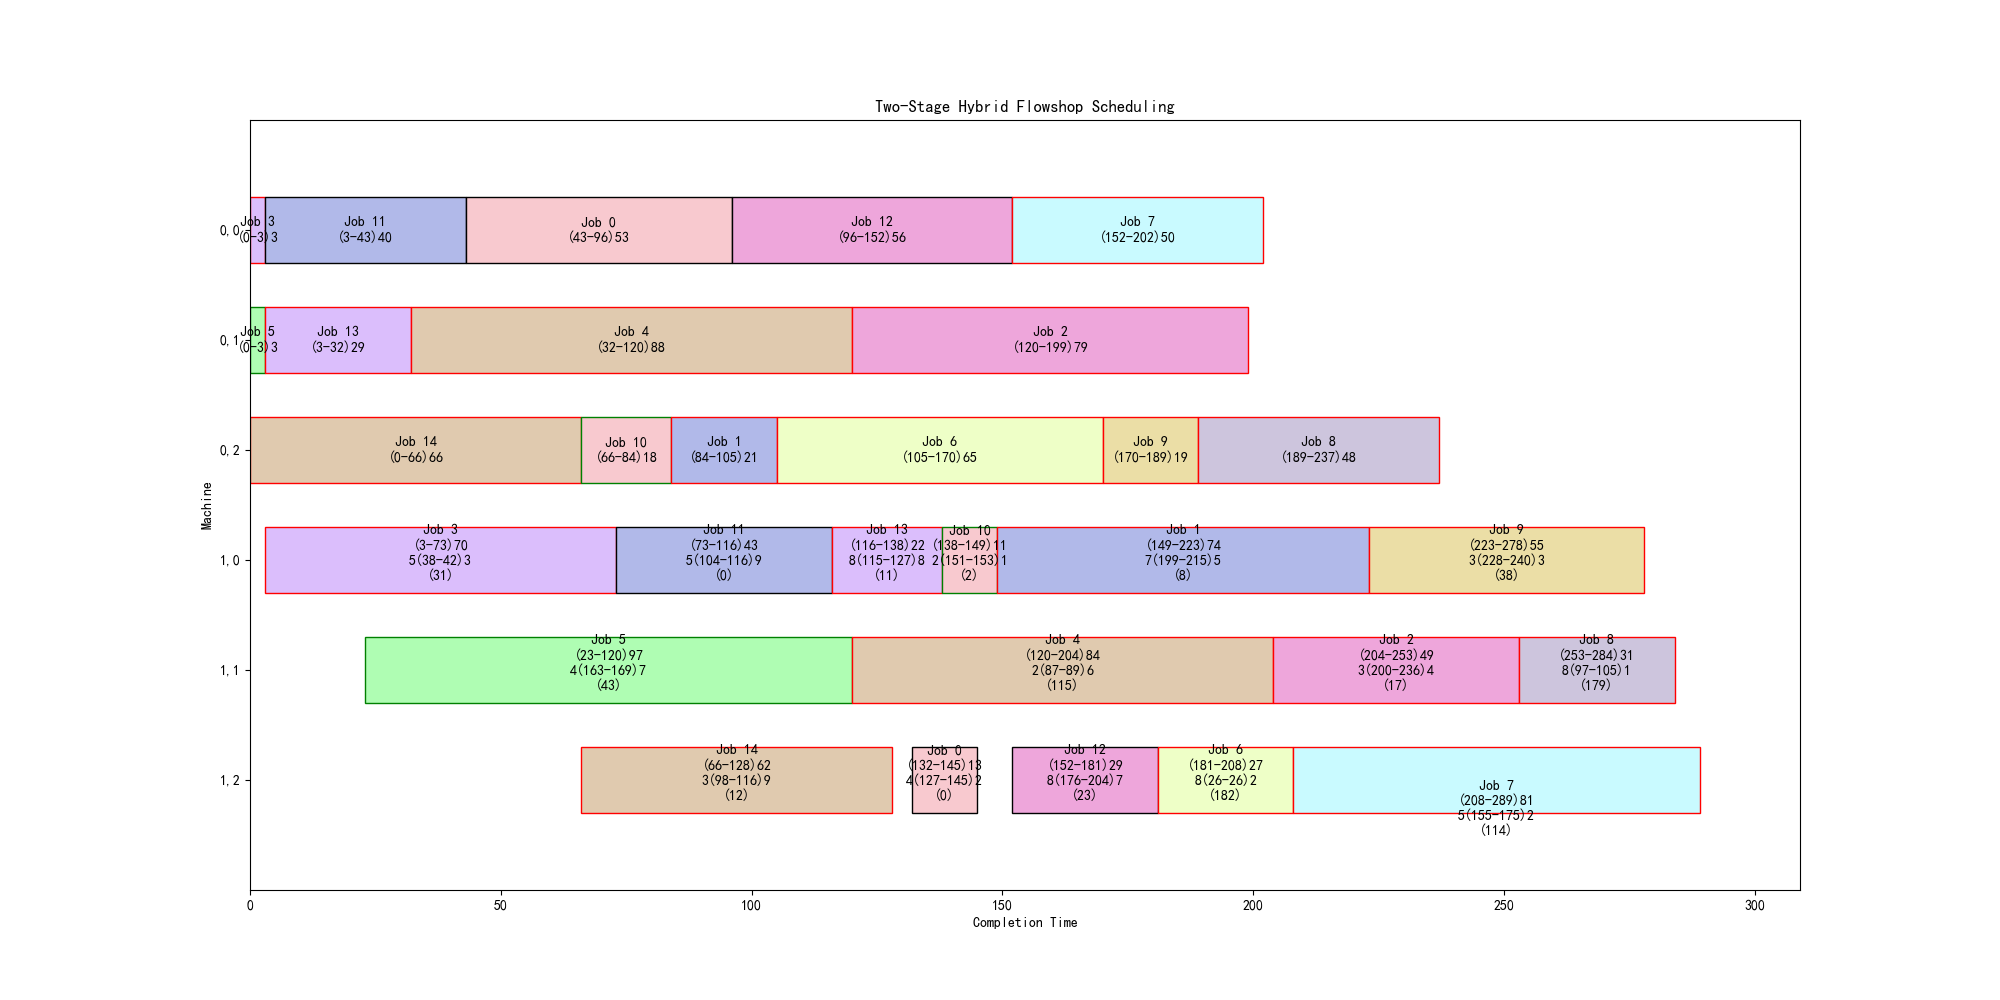 Two-Stage Hybrid Flowshop Scheduling
Machine
0,0
Job 3
(0-3)3
Job 11
(3-43)40
Job 0
(43-96)53
Job 12
(96-152)56
Job 7
(152-202)50
0,1
Job 5
(0-3)3
Job 13
(3-32)29
Job 4
(32-120)88
Job 2
(120-199)79
0,2
Job 14
(0-66)66
Job 10
(66-84)18
Job 1
(84-105)21
Job 6
(105-170)65
Job 9
(170-189)19
Job 8
(189-237)48
1,0
Job 3
(3-73)70
5(38-42)3
(31)
Job 11
(73-116)43
5(104-116)9
(0)
Job 13
(116-138)22
8(115-127)8
(11)
Job 10
(138-149)11
2(151-153)1
(2)
Job 1
(149-223)74
7(199-215)5
(8)
Job 9
(223-278)55
3(228-240)3
(38)
1,1
Job 5
(23-120)97
4(163-169)7
(43)
Job 4
(120-204)84
2(87-89)6
(115)
Job 2
(204-253)49
3(200-236)4
(17)
Job 8
(253-284)31
8(97-105)1
(179)
1,2
Job 14
(66-128)62
3(98-116)9
(12)
Job 0
(132-145)13
4(127-145)2
(0)
Job 12
(152-181)29
8(176-204)7
(23)
Job 6
(181-208)27
8(26-26)2
(182)
Job 7
(208-289)81
5(155-175)2
(114)
0
50
100
150
200
250
300
Completion Time